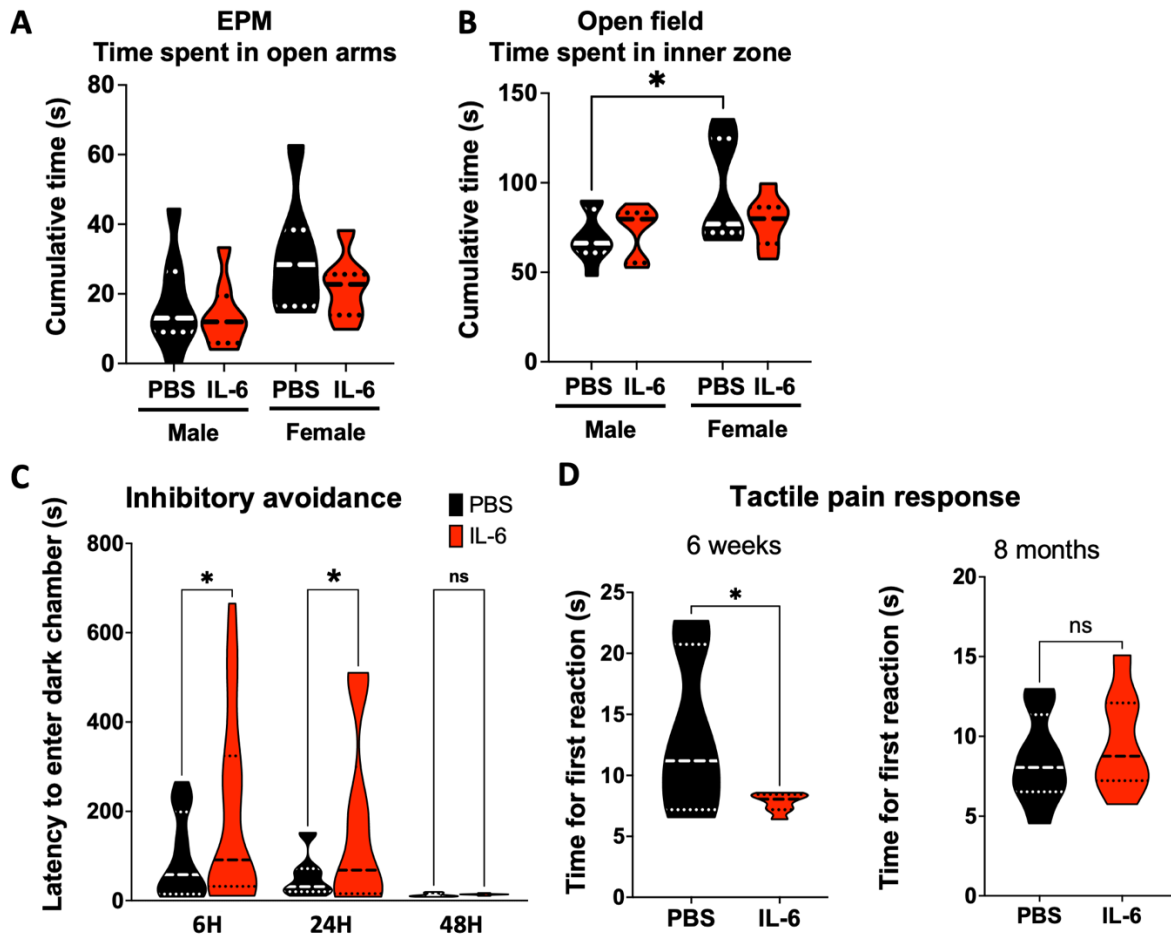 A
EPM
Time spent in open arms
Cumulative time (s)
80
60
40
20
0
PBS IL-6 PBS IL-6
Male Female
B
Open field
Time spent in inner zone
Cumulative time (s)
150
100
50
0
*
PBS IL-6 PBS IL-6
Male Female
C
Inhibitory avoidance
PBS
IL-6
Latency to enter dark chamber (s)
800
600
400
200
0
* * ns
6H 24H 48H
D
Tactile pain response
6 weeks
Time for first reaction (s)
25
20
15
10
5
0
*
PBS IL-6
8 months
Time for first reaction (s)
20
15
10
5
0
ns
PBS IL-6